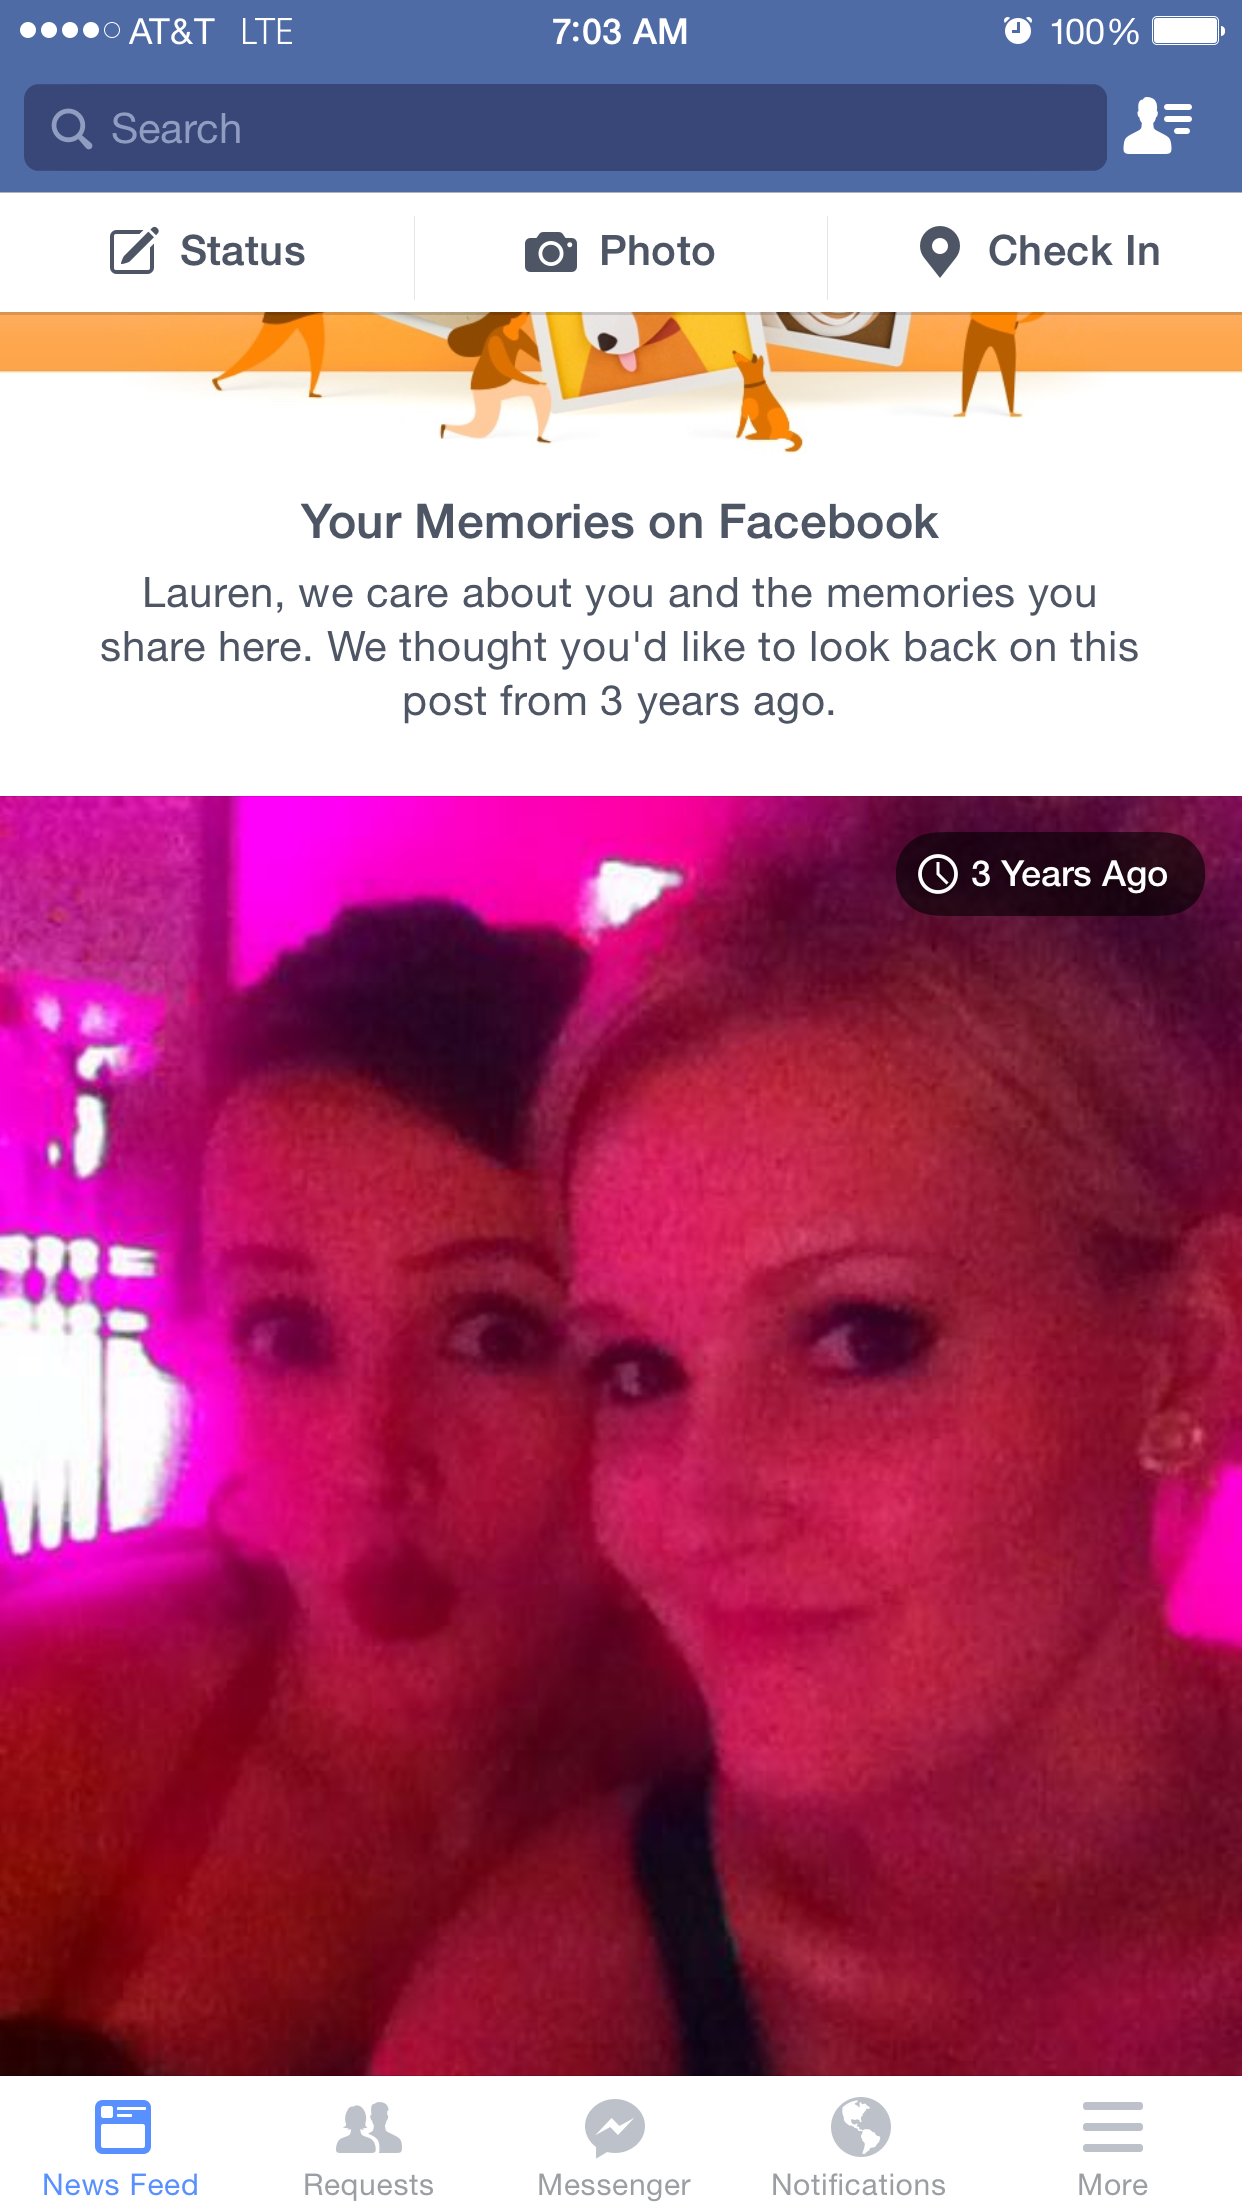 AT&T LTE 7:03 AM 100%
Search
Status Photo Check In
Your Memories on Facebook
Lauren, we care about you and the memories you
share here. We thought you'd like to look back on this
post from 3 years ago.
3 Years Ago
News Feed Requests Messenger Notifications More